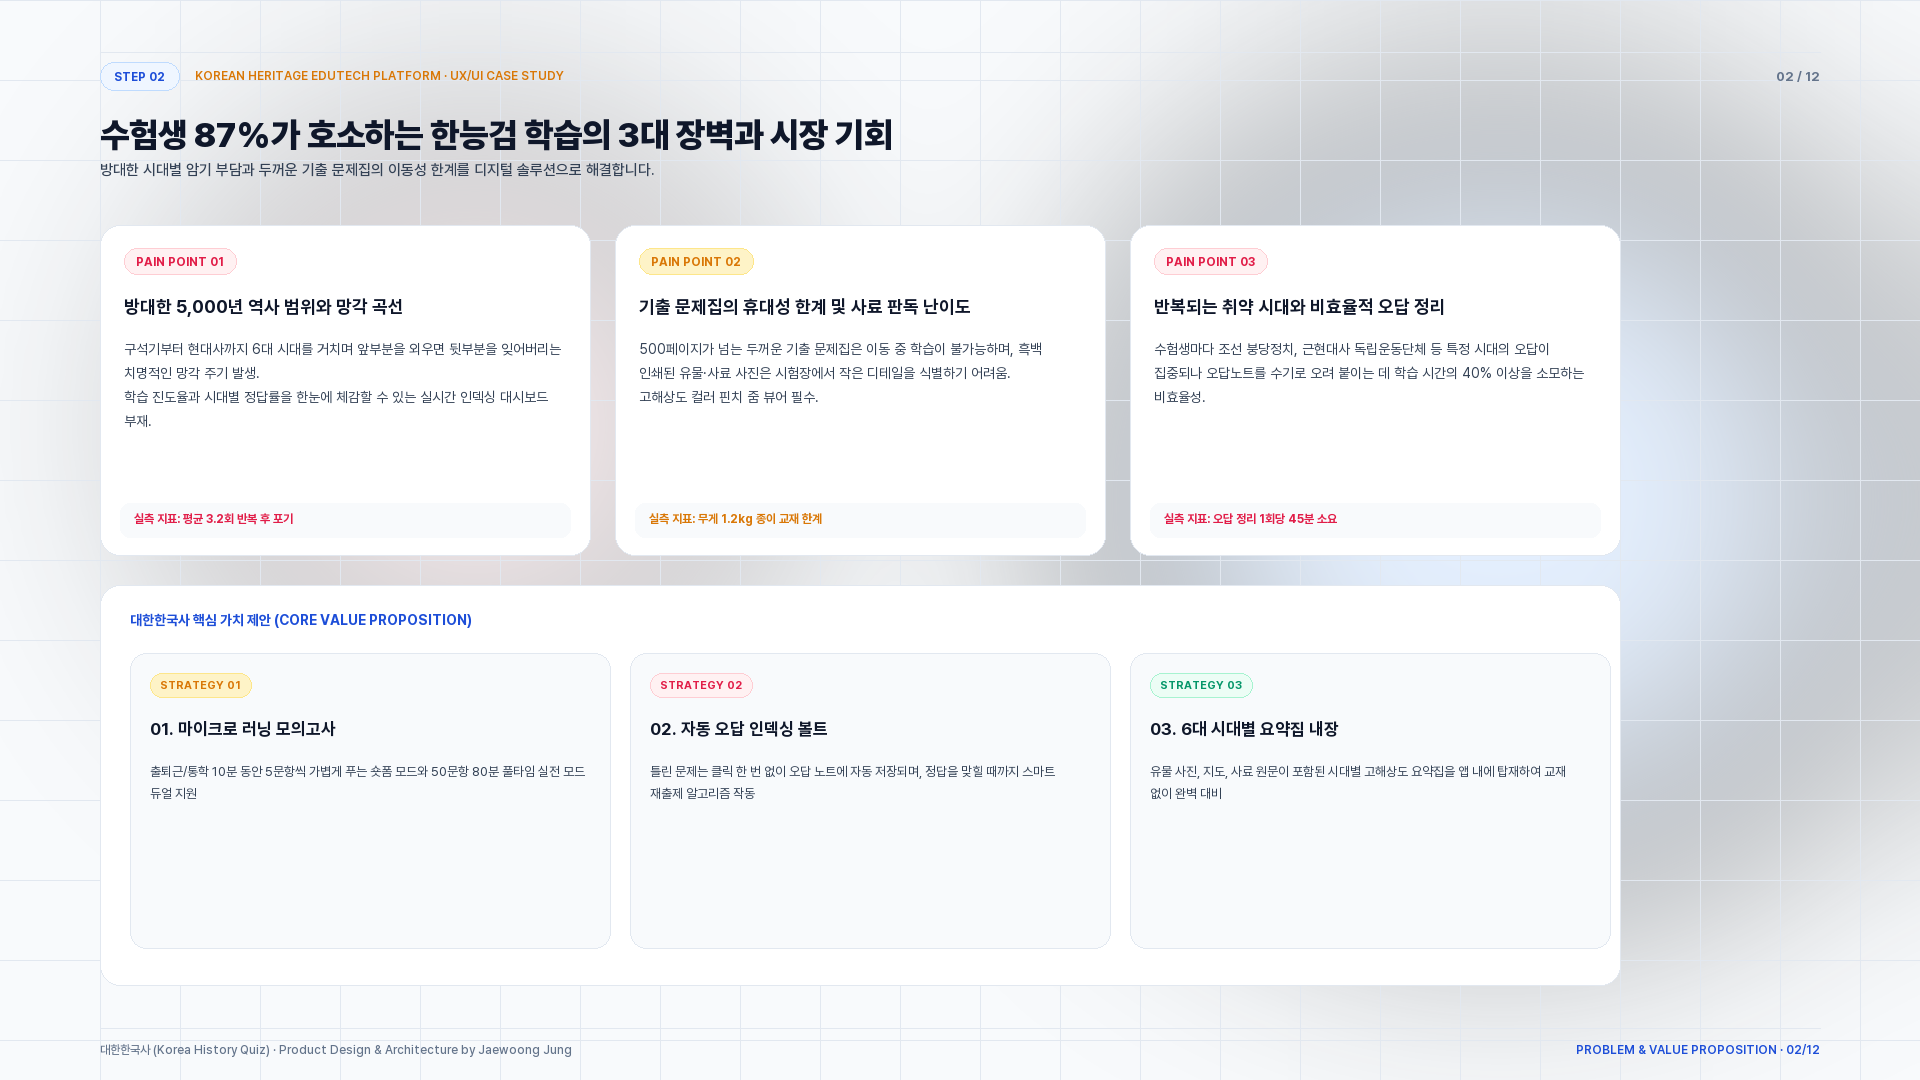 STEP 02
KOREAN HERITAGE EDUTECH PLATFORM · UX/UI CASE STUDY
02 / 12
수험생 87%가 호소하는 한능검 학습의 3대 장벽과 시장 기회
방대한 시대별 암기 부담과 두꺼운 기출 문제집의 이동성 한계를 디지털 솔루션으로 해결합니다.
PAIN POINT 01
방대한 5,000년 역사 범위와 망각 곡선
구석기부터 현대사까지 6대 시대를 거치며 앞부분을 외우면 뒷부분을 잊어버리는
치명적인 망각 주기 발생.
학습 진도율과 시대별 정답률을 한눈에 체감할 수 있는 실시간 인덱싱 대시보드
부재.
실측 지표: 평균 3.2회 반복 후 포기
PAIN POINT 02
기출 문제집의 휴대성 한계 및 사료 판독 난이도
500페이지가 넘는 두꺼운 기출 문제집은 이동 중 학습이 불가능하며, 흑백
인쇄된 유물·사료 사진은 시험장에서 작은 디테일을 식별하기 어려움.
고해상도 컬러 핀치 줌 뷰어 필수.
실측 지표: 무게 1.2kg 종이 교재 한계
PAIN POINT 03
반복되는 취약 시대와 비효율적 오답 정리
수험생마다 조선 붕당정치, 근현대사 독립운동단체 등 특정 시대의 오답이
집중되나 오답노트를 수기로 오려 붙이는 데 학습 시간의 40% 이상을 소모하는
비효율성.
실측 지표: 오답 정리 1회당 45분 소요
대한한국사 핵심 가치 제안 (CORE VALUE PROPOSITION)
STRATEGY 01
01. 마이크로 러닝 모의고사
출퇴근/통학 10분 동안 5문항씩 가볍게 푸는 숏폼 모드와 50문항 80분 풀타임 실전 모드
듀얼 지원
STRATEGY 02
02. 자동 오답 인덱싱 볼트
틀린 문제는 클릭 한 번 없이 오답 노트에 자동 저장되며, 정답을 맞힐 때까지 스마트
재출제 알고리즘 작동
STRATEGY 03
03. 6대 시대별 요약집 내장
유물 사진, 지도, 사료 원문이 포함된 시대별 고해상도 요약집을 앱 내에 탑재하여 교재
없이 완벽 대비
대한한국사 (Korea History Quiz) · Product Design & Architecture by Jaewoong Jung
PROBLEM & VALUE PROPOSITION · 02/12